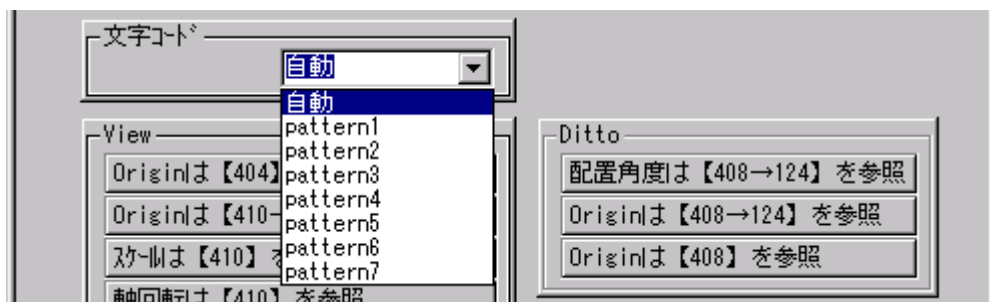 文字ｺｰﾄﾞ
自動
自動
pattern1
pattern2
pattern3
pattern4
pattern5
pattern6
pattern7
View
Originは【404】
Originは【410
ｽｹｰﾙは【410】
軸回転は【410】を参照
Ditto
配置角度は【408→124】を参照
Originは【408→124】を参照
Originは【408】を参照